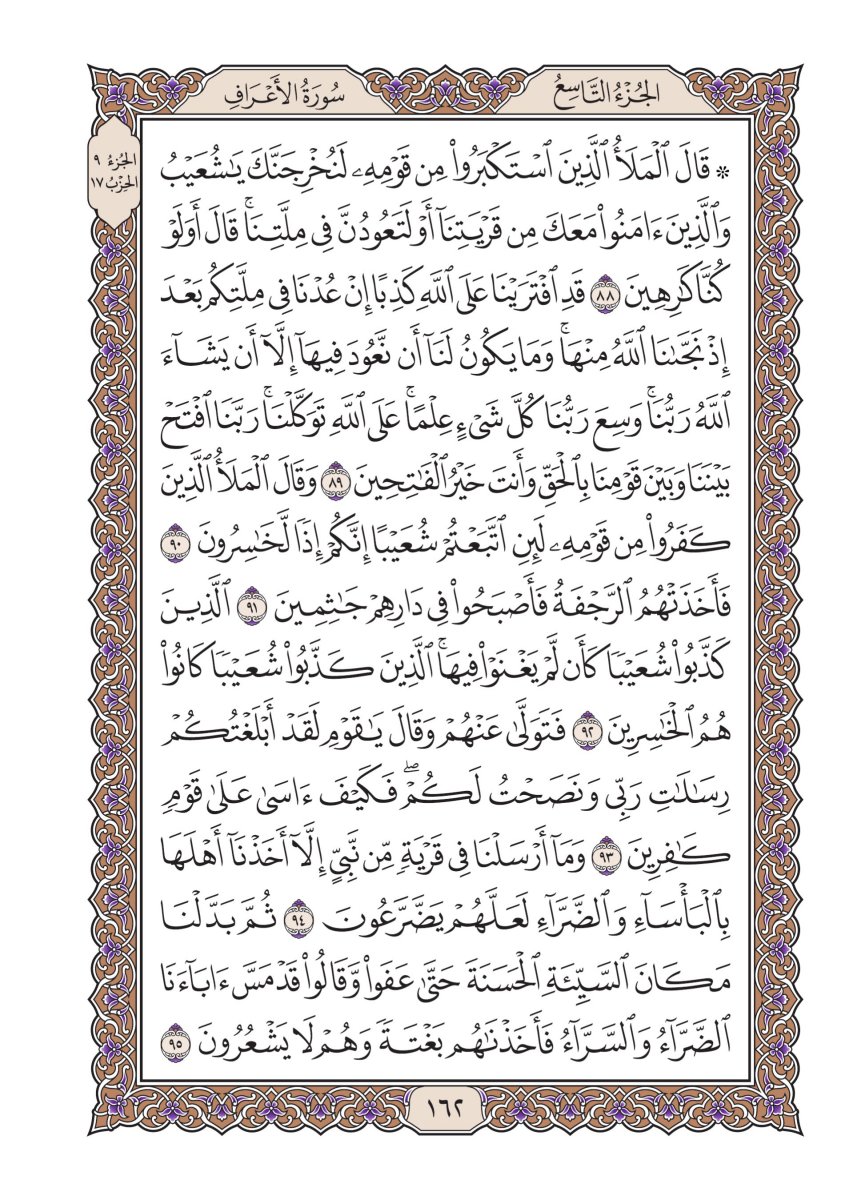 الجُزْءُ التَّاسِعُ
سُورَةُ الأَعْرَافِ
الجُزءُ ٩
الحِزْبُ ١٧
۞ قَالَ ٱلْمَلَأُ ٱلَّذِينَ ٱسْتَكْبَرُوا۟ مِن قَوْمِهِۦ لَنُخْرِجَنَّكَ يَـٰشُعَيْبُ
وَٱلَّذِينَ ءَامَنُوا۟ مَعَكَ مِن قَرْيَتِنَآ أَوْ لَتَعُودُنَّ فِى مِلَّتِنَا ۚ قَالَ أَوَلَوْ
كُنَّا كَـٰرِهِينَ ٨٨ قَدِ ٱفْتَرَيْنَا عَلَى ٱللَّهِ كَذِبًا إِنْ عُدْنَا فِى مِلَّتِكُم بَعْدَ
إِذْ نَجَّىٰنَا ٱللَّهُ مِنْهَا ۚ وَمَا يَكُونُ لَنَآ أَن نَّعُودَ فِيهَآ إِلَّآ أَن يَشَآءَ
ٱللَّهُ رَبُّنَا ۚ وَسِعَ رَبُّنَا كُلَّ شَىْءٍ عِلْمًا ۚ عَلَى ٱللَّهِ تَوَكَّلْنَا ۚ رَبَّنَا ٱفْتَحْ
بَيْنَنَا وَبَيْنَ قَوْمِنَا بِٱلْحَقِّ وَأَنتَ خَيْرُ ٱلْفَـٰتِحِينَ ٨٩ وَقَالَ ٱلْمَلَأُ ٱلَّذِينَ
كَفَرُوا۟ مِن قَوْمِهِۦ لَئِنِ ٱتَّبَعْتُمْ شُعَيْبًا إِنَّكُمْ إِذًا لَّخَـٰسِرُونَ ٩٠
فَأَخَذَتْهُمُ ٱلرَّجْفَةُ فَأَصْبَحُوا۟ فِى دَارِهِمْ جَـٰثِمِينَ ٩١ ٱلَّذِينَ
كَذَّبُوا۟ شُعَيْبًا كَأَن لَّمْ يَغْنَوْا۟ فِيهَا ۚ ٱلَّذِينَ كَذَّبُوا۟ شُعَيْبًا كَانُوا۟
هُمُ ٱلْخَـٰسِرِينَ ٩٢ فَتَوَلَّىٰ عَنْهُمْ وَقَالَ يَـٰقَوْمِ لَقَدْ أَبْلَغْتُكُمْ
رِسَـٰلَـٰتِ رَبِّى وَنَصَحْتُ لَكُمْ ۖ فَكَيْفَ ءَاسَىٰ عَلَىٰ قَوْمٍ
كَـٰفِرِينَ ٩٣ وَمَآ أَرْسَلْنَا فِى قَرْيَةٍ مِّن نَّبِىٍّ إِلَّآ أَخَذْنَآ أَهْلَهَا
بِٱلْبَأْسَآءِ وَٱلضَّرَّآءِ لَعَلَّهُمْ يَضَّرَّعُونَ ٩٤ ثُمَّ بَدَّلْنَا
مَكَانَ ٱلسَّيِّئَةِ ٱلْحَسَنَةَ حَتَّىٰ عَفَوا۟ وَّقَالُوا۟ قَدْ مَسَّ ءَابَآءَنَا
ٱلضَّرَّآءُ وَٱلسَّرَّآءُ فَأَخَذْنَـٰهُم بَغْتَةً وَهُمْ لَا يَشْعُرُونَ ٩٥
١٦٢